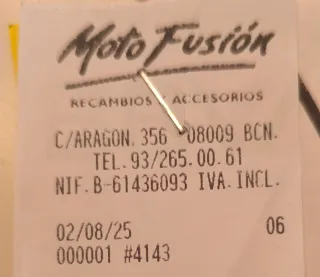 Moto Fusión
RECAMBIOS Y ACCESORIOS
C/ARAGON. 356 08009 BCN.
TEL. 93/265.00.61
NIF. B-61436093 IVA. INCL.
02/08/25 06
000001 #4143